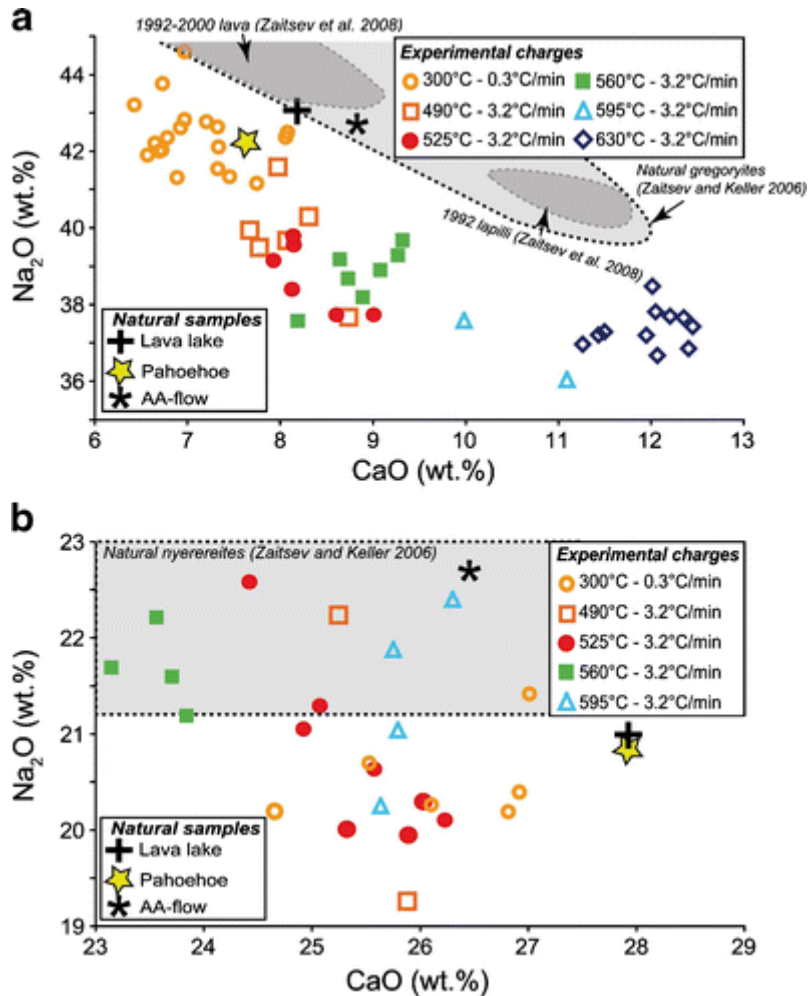 a
1992-2000 lava (Zaitsev et al. 2008)
Experimental charges
300°C - 0.3°C/min
490°C - 3.2°C/min
525°C - 3.2°C/min
560°C - 3.2°C/min
595°C - 3.2°C/min
630°C - 3.2°C/min
Natural gregoryites
(Zaitsev and Keller 2006)
1992 lapilli (Zaitsev et al. 2008)
Natural samples
Lava lake
Pahoehoe
AA-flow
Na₂O (wt.%)
44
42
40
38
36
6 7 8 9 10 11 12 13
CaO (wt.%)
b
Natural nyerereites (Zaitsev and Keller 2006)
Experimental charges
300°C - 0.3°C/min
490°C - 3.2°C/min
525°C - 3.2°C/min
560°C - 3.2°C/min
595°C - 3.2°C/min
Natural samples
Lava lake
Pahoehoe
AA-flow
Na₂O (wt.%)
23
22
21
20
19
23 24 25 26 27 28 29
CaO (wt.%)